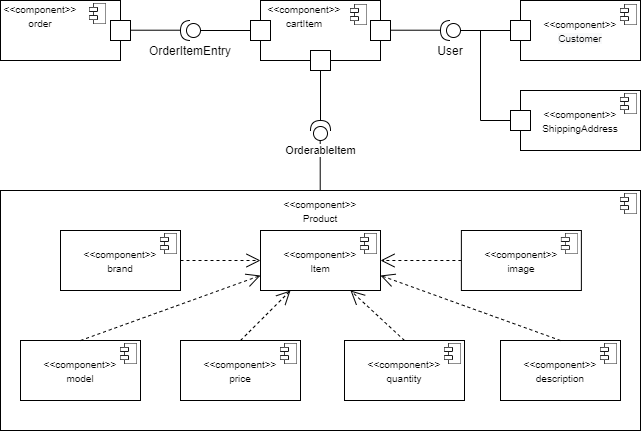 <<component>>
order
OrderItemEntry
<<component>>
cartItem
User
<<component>>
Customer
<<component>>
ShippingAddress
OrderableItem
<<component>>
Product
<<component>>
brand
<<component>>
Item
<<component>>
image
<<component>>
model
<<component>>
price
<<component>>
quantity
<<component>>
description